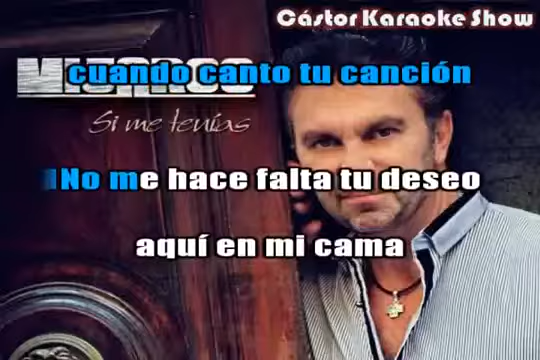 Cástor Karaoke Show
MIJARES
cuando canto tu canción
Si me tenías
No me hace falta tu deseo
aquí en mi cama